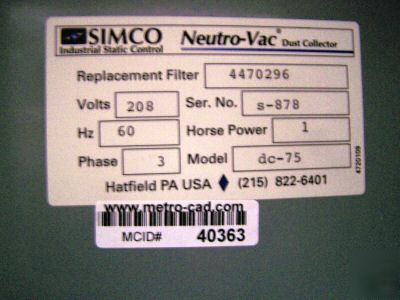 SIMCO Neutro-Vac® Dust Collector
Industrial Static Control
Replacement Filter 4470296
Volts 208 Ser. No. s-878
Hz 60 Horse Power 1
Phase 3 Model dc-75
4720109
Hatfield PA USA ♦ (215) 822-6401
www.metro-cad.com
MCID# 40363